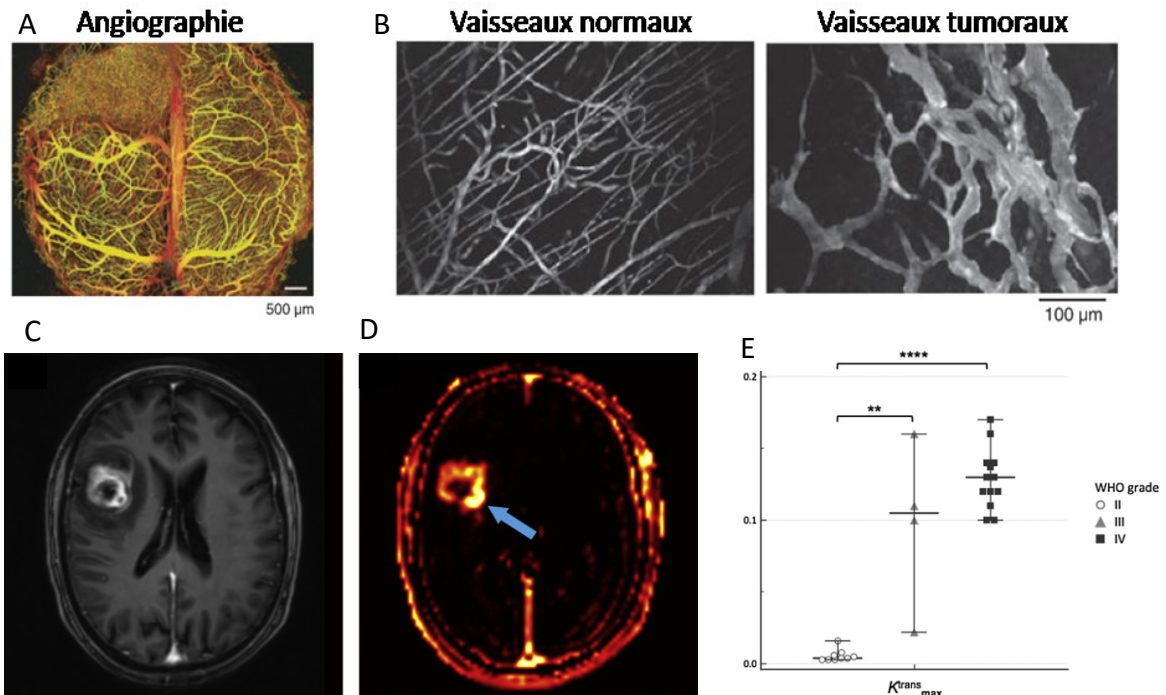 A
Angiographie
500 µm
B
Vaisseaux normaux
Vaisseaux tumoraux
100 µm
C
D
E
****
**
0.2
0.1
0.0
Ktrans max
WHO grade
II
III
IV